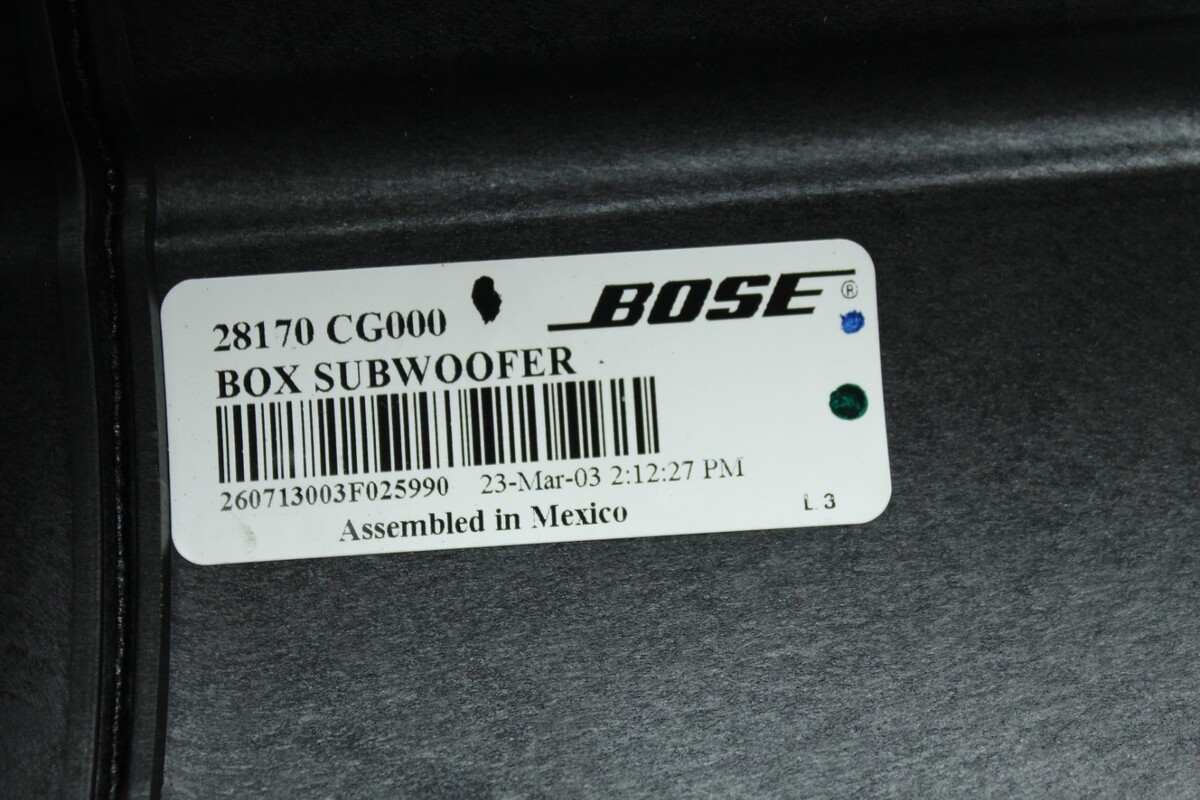 BOSE ®
28170 CG000
BOX SUBWOOFER
260713003F025990 23-Mar-03 2:12:27 PM
Assembled in Mexico
L 3